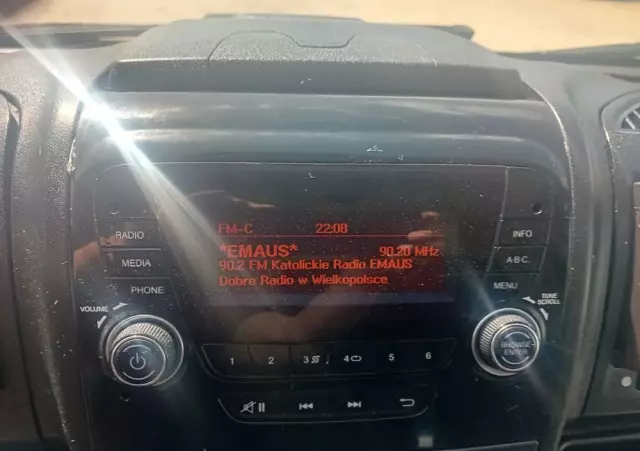 FM-C 22:08
*EMAUS* 90.20 MHz
90.2 FM Katolickie Radio EMAUS
Dobre Radio w Wielkopolsce
RADIO
MEDIA
PHONE
VOLUME
INFO
A-B-C
MENU
TUNE
SCROLL
BROWSE
ENTER
1 2 3 4 5 6